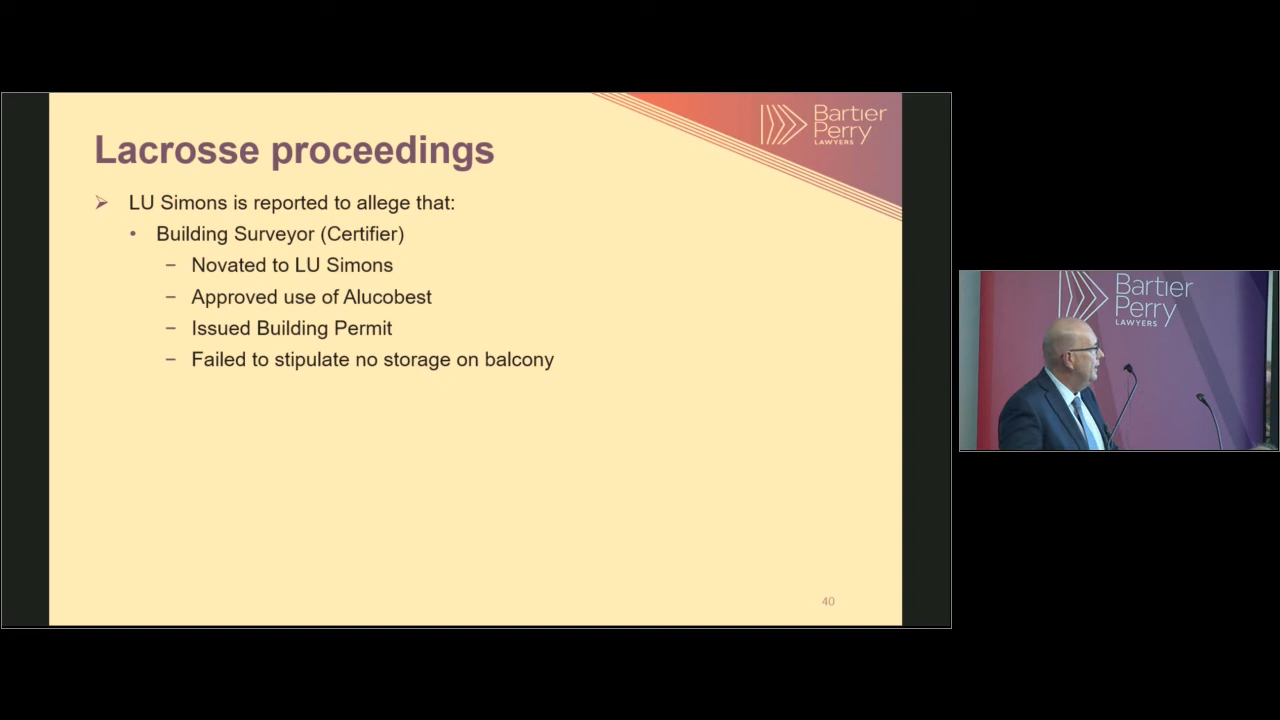 Bartier
Perry
LAWYERS
Lacrosse proceedings
➢ LU Simons is reported to allege that:
• Building Surveyor (Certifier)
– Novated to LU Simons
– Approved use of Alucobest
– Issued Building Permit
– Failed to stipulate no storage on balcony
40
Bartier
Perry
LAWYERS